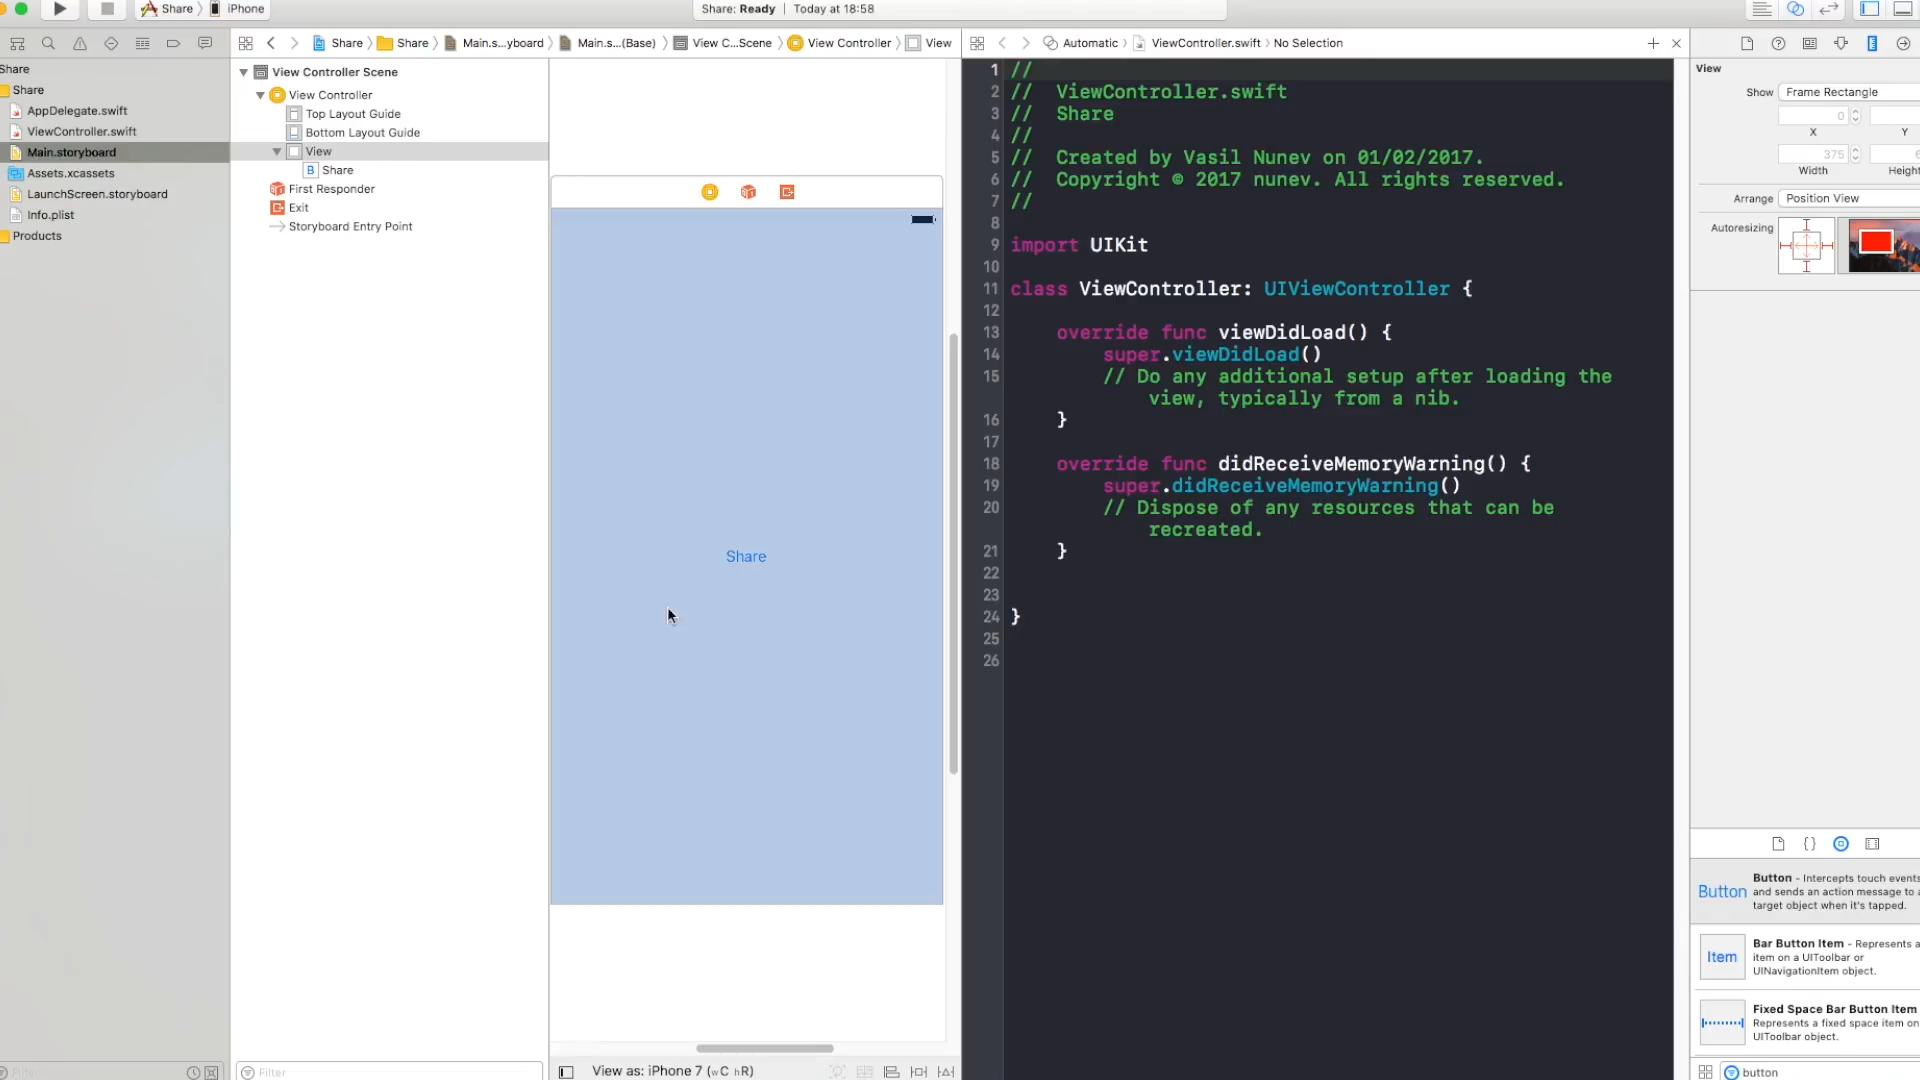 Share iPhone
Share: Ready | Today at 18:58
Share Share Main.s...yboard Main.s...(Base) View C...Scene View Controller View
Automatic ViewController.swift No Selection
Share
Share
AppDelegate.swift
ViewController.swift
Main.storyboard
Assets.xcassets
LaunchScreen.storyboard
Info.plist
Products
View Controller Scene
View Controller
Top Layout Guide
Bottom Layout Guide
View
B Share
First Responder
Exit
Storyboard Entry Point
Filter
Share
View as: iPhone 7 (wC hR)
1 //
2 // ViewController.swift
3 // Share
4 //
5 // Created by Vasil Nunev on 01/02/2017.
6 // Copyright © 2017 nunev. All rights reserved.
7 //
8
9 import UIKit
10
11 class ViewController: UIViewController {
12
13 override func viewDidLoad() {
14 super.viewDidLoad()
15 // Do any additional setup after loading the
view, typically from a nib.
16 }
17
18 override func didReceiveMemoryWarning() {
19 super.didReceiveMemoryWarning()
20 // Dispose of any resources that can be
recreated.
21 }
22
23
24 }
25
26
View
Show Frame Rectangle
0
X Y
375
Width Height
Arrange Position View
Autoresizing
{ }
Button
Button - Intercepts touch events
and sends an action message to a
target object when it's tapped.
Item
Bar Button Item - Represents a
item on a UIToolbar or
UINavigationItem object.
Fixed Space Bar Button Item
Represents a fixed space item on
UIToolbar object.
button